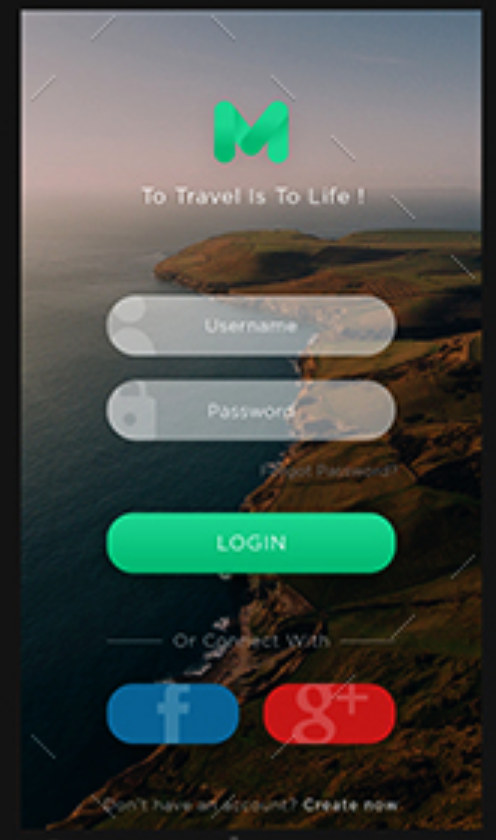 M
To Travel Is To Life !
Username
Password
Forgot Password?
LOGIN
Or Connect With
f
g+
Don't have an account? Create now.